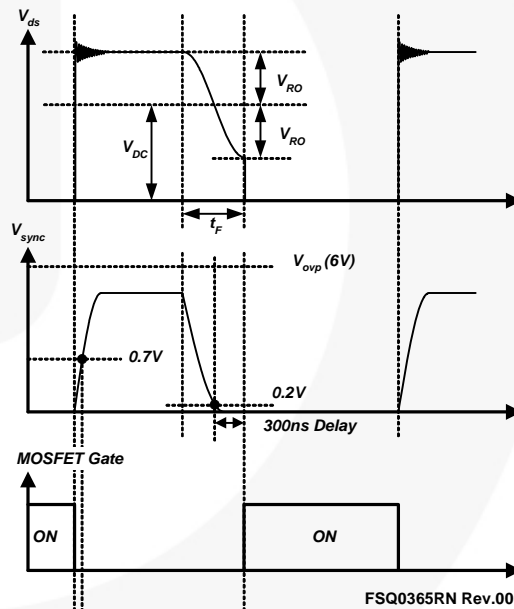 Vds
VRO
VRO
VDC
tF
Vsync
Vovp (6V)
0.7V
0.2V
300ns Delay
MOSFET Gate
ON
ON
FSQ0365RN Rev.00